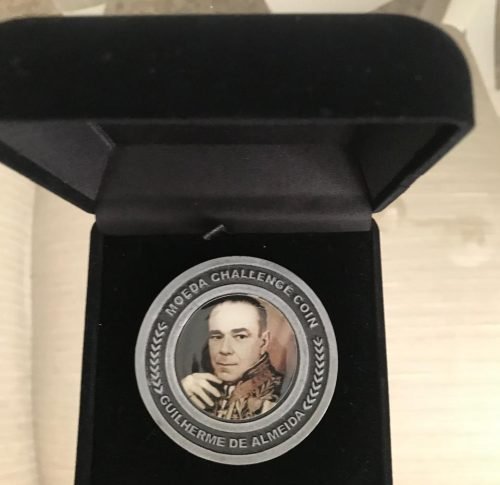 MOEDA CHALLENGE COIN
GUILHERME DE ALMEIDA